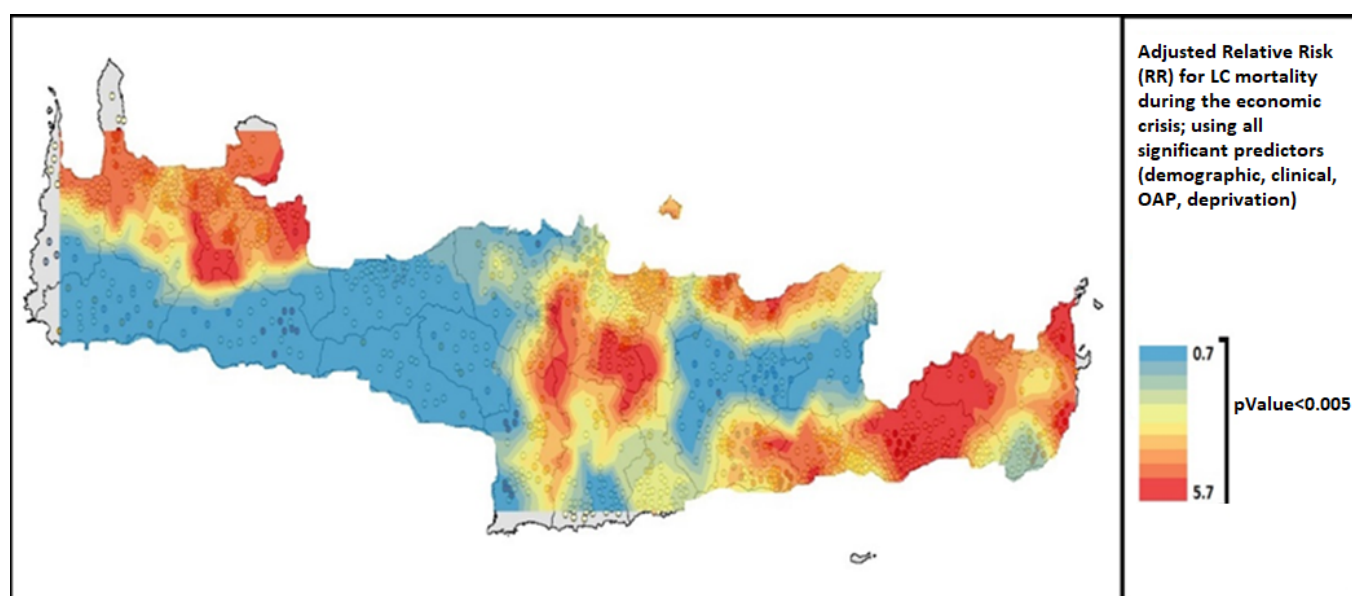 Adjusted Relative Risk
(RR) for LC mortality
during the economic
crisis; using all
significant predictors
(demographic, clinical,
OAP, deprivation)
0.7
pValue<0.005
5.7